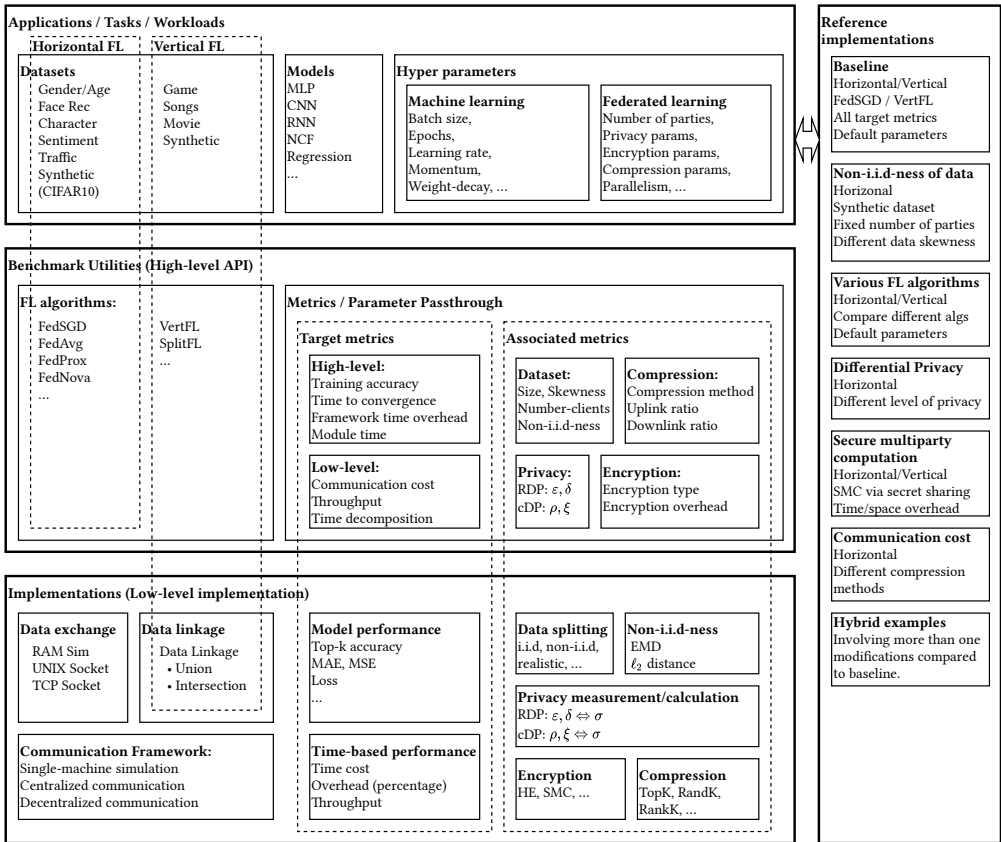 Applications / Tasks / Workloads
Horizontal FL
Vertical FL
Datasets
Gender/Age
Face Rec
Character
Sentiment
Traffic
Synthetic
(CIFAR10)
Game
Songs
Movie
Synthetic
Models
MLP
CNN
RNN
NCF
Regression
...
Hyper parameters
Machine learning
Batch size,
Epochs,
Learning rate,
Momentum,
Weight-decay, ...
Federated learning
Number of parties,
Privacy params,
Encryption params,
Compression params,
Parallelism, ...
Benchmark Utilities (High-level API)
FL algorithms:
FedSGD
FedAvg
FedProx
FedNova
...
VertFL
SplitFL
...
Metrics / Parameter Passthrough
Target metrics
High-level:
Training accuracy
Time to convergence
Framework time overhead
Module time
Low-level:
Communication cost
Throughput
Time decomposition
Associated metrics
Dataset:
Size, Skewness
Number-clients
Non-i.i.d-ness
Compression:
Compression method
Uplink ratio
Downlink ratio
Privacy:
RDP: ε, δ
cDP: ρ, ξ
Encryption:
Encryption type
Encryption overhead
Implementations (Low-level implementation)
Data exchange
RAM Sim
UNIX Socket
TCP Socket
Data linkage
Data Linkage
• Union
• Intersection
Communication Framework:
Single-machine simulation
Centralized communication
Decentralized communication
Model performance
Top-k accuracy
MAE, MSE
Loss
...
Time-based performance
Time cost
Overhead (percentage)
Throughput
Data splitting
i.i.d, non-i.i.d,
realistic, ...
Non-i.i.d-ness
EMD
ℓ₂ distance
Privacy measurement/calculation
RDP: ε, δ ⇔ σ
cDP: ρ, ξ ⇔ σ
Encryption
HE, SMC, ...
Compression
TopK, RandK,
RankK, ...
Reference
implementations
Baseline
Horizontal/Vertical
FedSGD / VertFL
All target metrics
Default parameters
Non-i.i.d-ness of data
Horizonal
Synthetic dataset
Fixed number of parties
Different data skewness
Various FL algorithms
Horizontal/Vertical
Compare different algs
Default parameters
Differential Privacy
Horizontal
Different level of privacy
Secure multiparty
computation
Horizontal/Vertical
SMC via secret sharing
Time/space overhead
Communication cost
Horizontal
Different compression
methods
Hybrid examples
Involving more than one
modifications compared
to baseline.